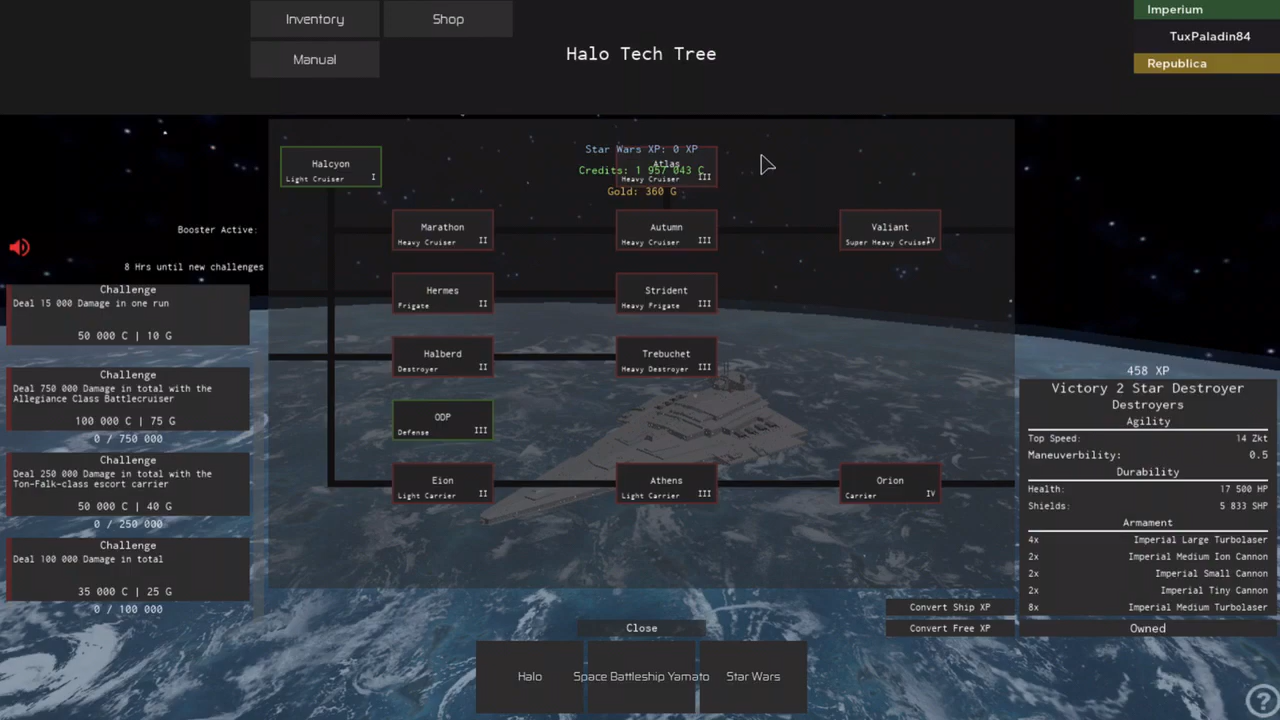 Inventory
Shop
Manual
Halo Tech Tree
Imperium
TuxPaladin84
Republica
Halcyon
Light Cruiser I
Star Wars XP: 0 XP
Atlas
Credits: 1 957 043 C
Heavy Cruiser III
Gold: 360 G
Marathon
Heavy Cruiser II
Autumn
Heavy Cruiser III
Valiant
Super Heavy Cruiser IV
Hermes
Frigate II
Strident
Heavy Frigate III
Halberd
Destroyer II
Trebuchet
Heavy Destroyer III
ODP
Defense III
Eion
Light Carrier II
Athens
Light Carrier III
Orion
Carrier IV
Booster Active:
8 Hrs until new challenges
Challenge
Deal 15 000 Damage in one run
50 000 C | 10 G
Challenge
Deal 750 000 Damage in total with the
Allegiance Class Battlecruiser
100 000 C | 75 G
0 / 750 000
Challenge
Deal 250 000 Damage in total with the
Ton-Falk-class escort carrier
50 000 C | 40 G
0 / 250 000
Challenge
Deal 100 000 Damage in total
35 000 C | 25 G
0 / 100 000
458 XP
Victory 2 Star Destroyer
Destroyers
Agility
Top Speed: 14 Zkt
Maneuverbility: 0.5
Durability
Health: 17 500 HP
Shields: 5 833 SHP
Armament
4x Imperial Large Turbolaser
2x Imperial Medium Ion Cannon
2x Imperial Small Cannon
2x Imperial Tiny Cannon
8x Imperial Medium Turbolaser
Owned
Convert Ship XP
Convert Free XP
Close
Halo
Space Battleship Yamato
Star Wars
?